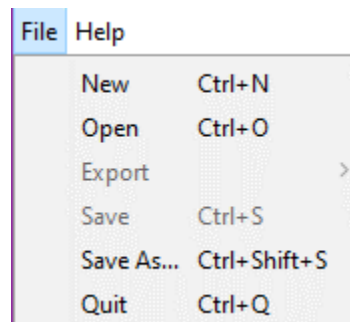 File Help
New Ctrl+N
Open Ctrl+O
Export
Save Ctrl+S
Save As... Ctrl+Shift+S
Quit Ctrl+Q